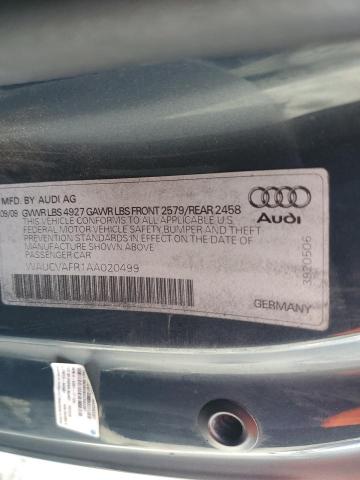 MFD. BY AUDI AG
09/09 GVWR LBS 4927 GAWR LBS FRONT 2579/REAR 2458
THIS VEHICLE CONFORMS TO ALL APPLICABLE U.S.
FEDERAL MOTOR VEHICLE SAFETY, BUMPER AND THEFT
PREVENTION STANDARDS IN EFFECT ON THE DATE OF
MANUFACTURE SHOWN ABOVE.
PASSENGER CAR
WAUCVAFR1AA020499
Audi
3920506
GERMANY